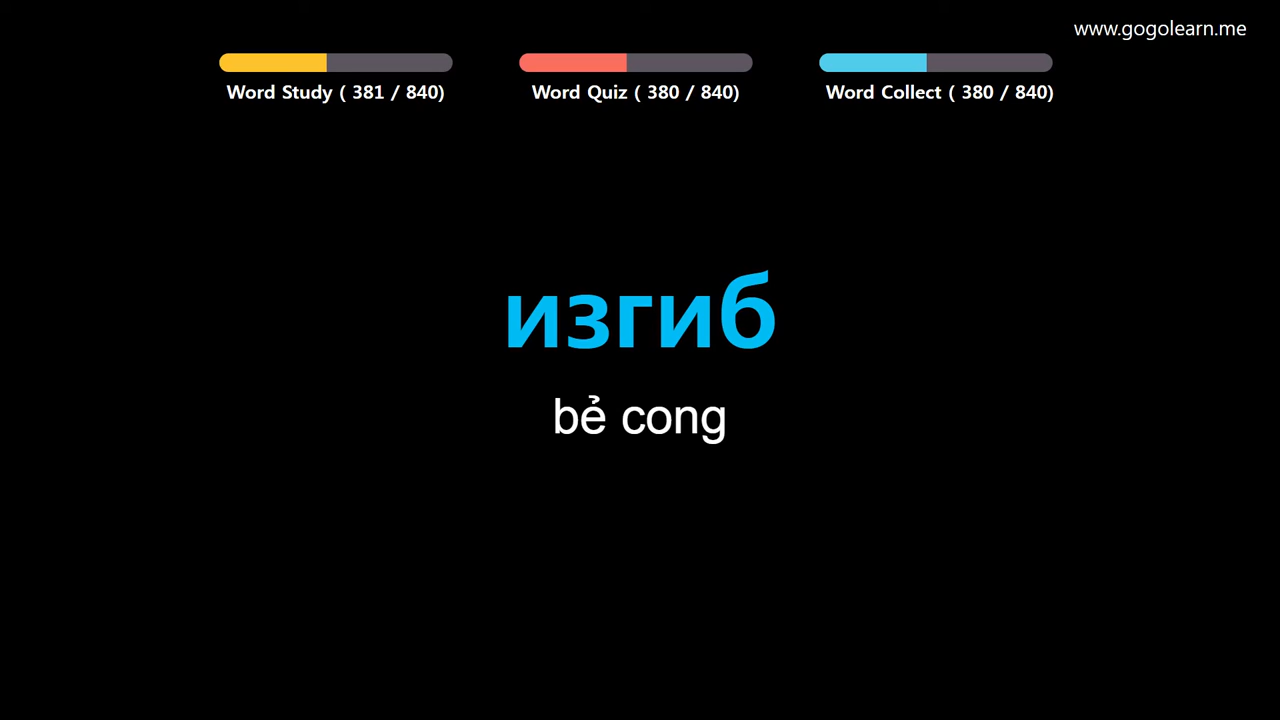 www.gogolearn.me
Word Study ( 381 / 840)
Word Quiz ( 380 / 840)
Word Collect ( 380 / 840)
изгиб
bẻ cong